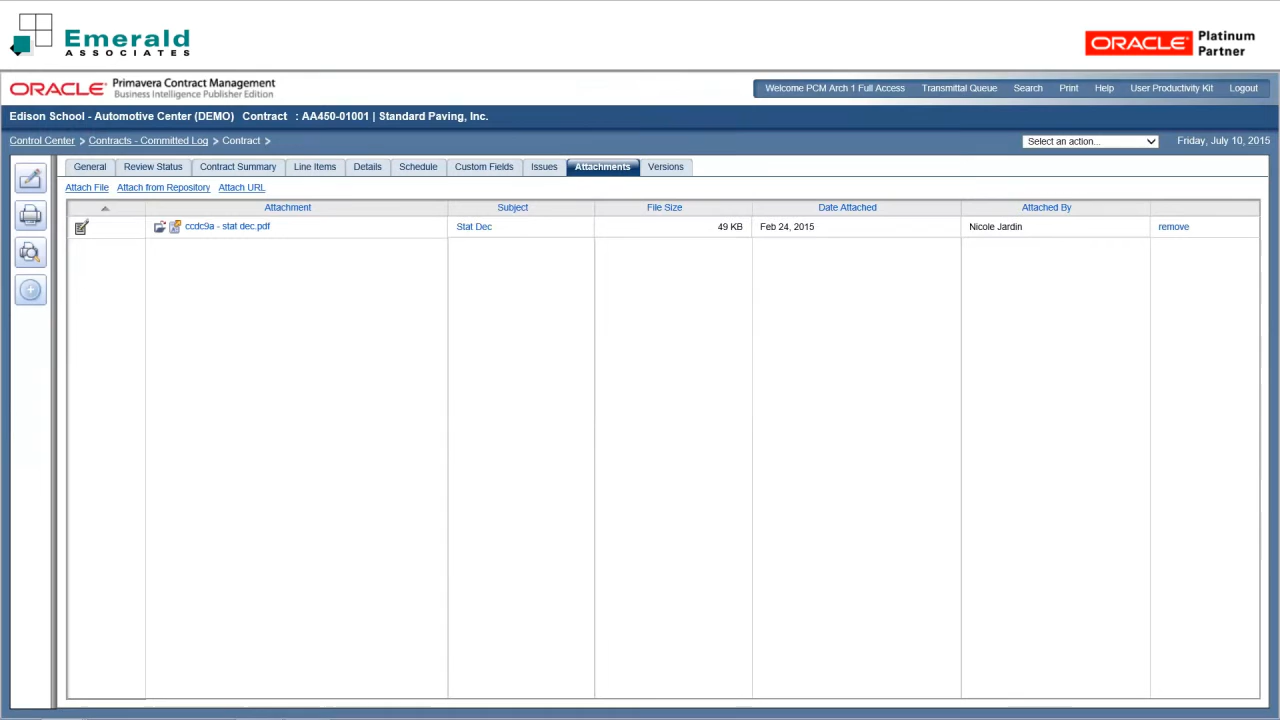 Emerald
ASSOCIATES
ORACLE Platinum Partner
ORACLE Primavera Contract Management
Business Intelligence Publisher Edition
Welcome PCM Arch 1 Full Access Transmittal Queue Search Print Help User Productivity Kit Logout
Edison School - Automotive Center (DEMO) Contract : AA450-01001 | Standard Paving, Inc.
Control Center > Contracts - Committed Log > Contract > Select an action... Friday, July 10, 2015
General Review Status Contract Summary Line Items Details Schedule Custom Fields Issues Attachments Versions
Attach File Attach from Repository Attach URL
Attachment Subject File Size Date Attached Attached By
ccdc9a - stat dec.pdf Stat Dec 49 KB Feb 24, 2015 Nicole Jardin remove